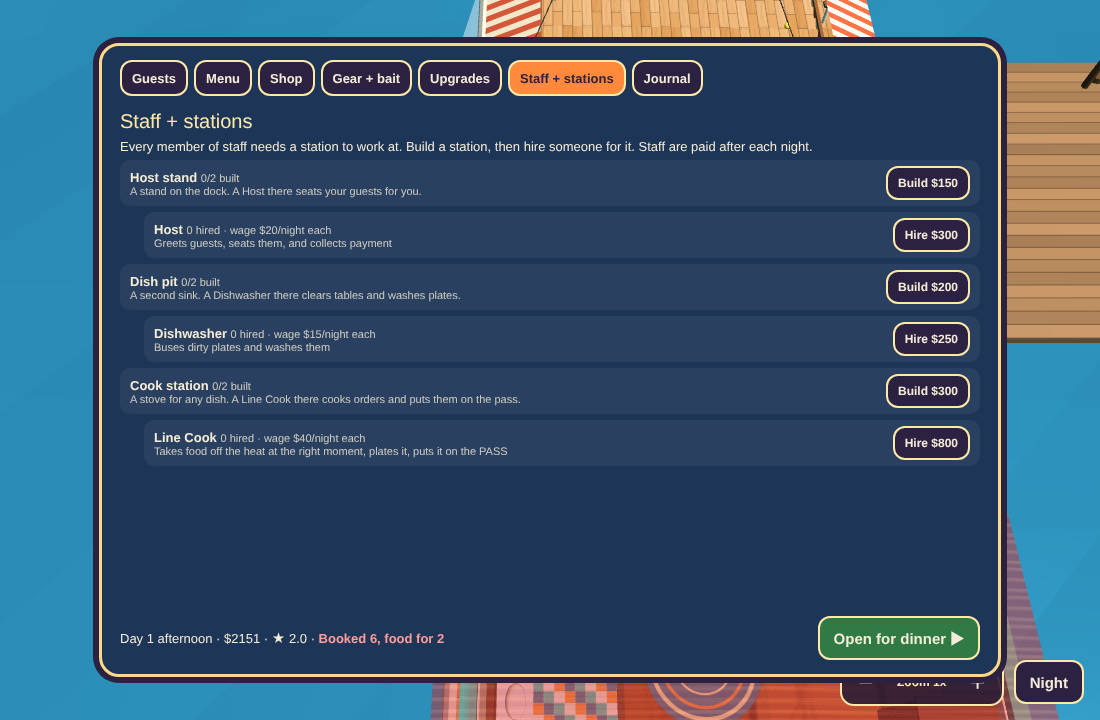 Guests Menu Shop Gear + bait Upgrades Staff + stations Journal
Staff + stations
Every member of staff needs a station to work at. Build a station, then hire someone for it. Staff are paid after each night.
Host stand 0/2 built
A stand on the dock. A Host there seats your guests for you.
Build $150
Host 0 hired · wage $20/night each
Greets guests, seats them, and collects payment
Hire $300
Dish pit 0/2 built
A second sink. A Dishwasher there clears tables and washes plates.
Build $200
Dishwasher 0 hired · wage $15/night each
Buses dirty plates and washes them
Hire $250
Cook station 0/2 built
A stove for any dish. A Line Cook there cooks orders and puts them on the pass.
Build $300
Line Cook 0 hired · wage $40/night each
Takes food off the heat at the right moment, plates it, puts it on the PASS
Hire $800
Day 1 afternoon · $2151 · ★ 2.0 · Booked 6, food for 2
Open for dinner ▶
Zoom 1x
Night